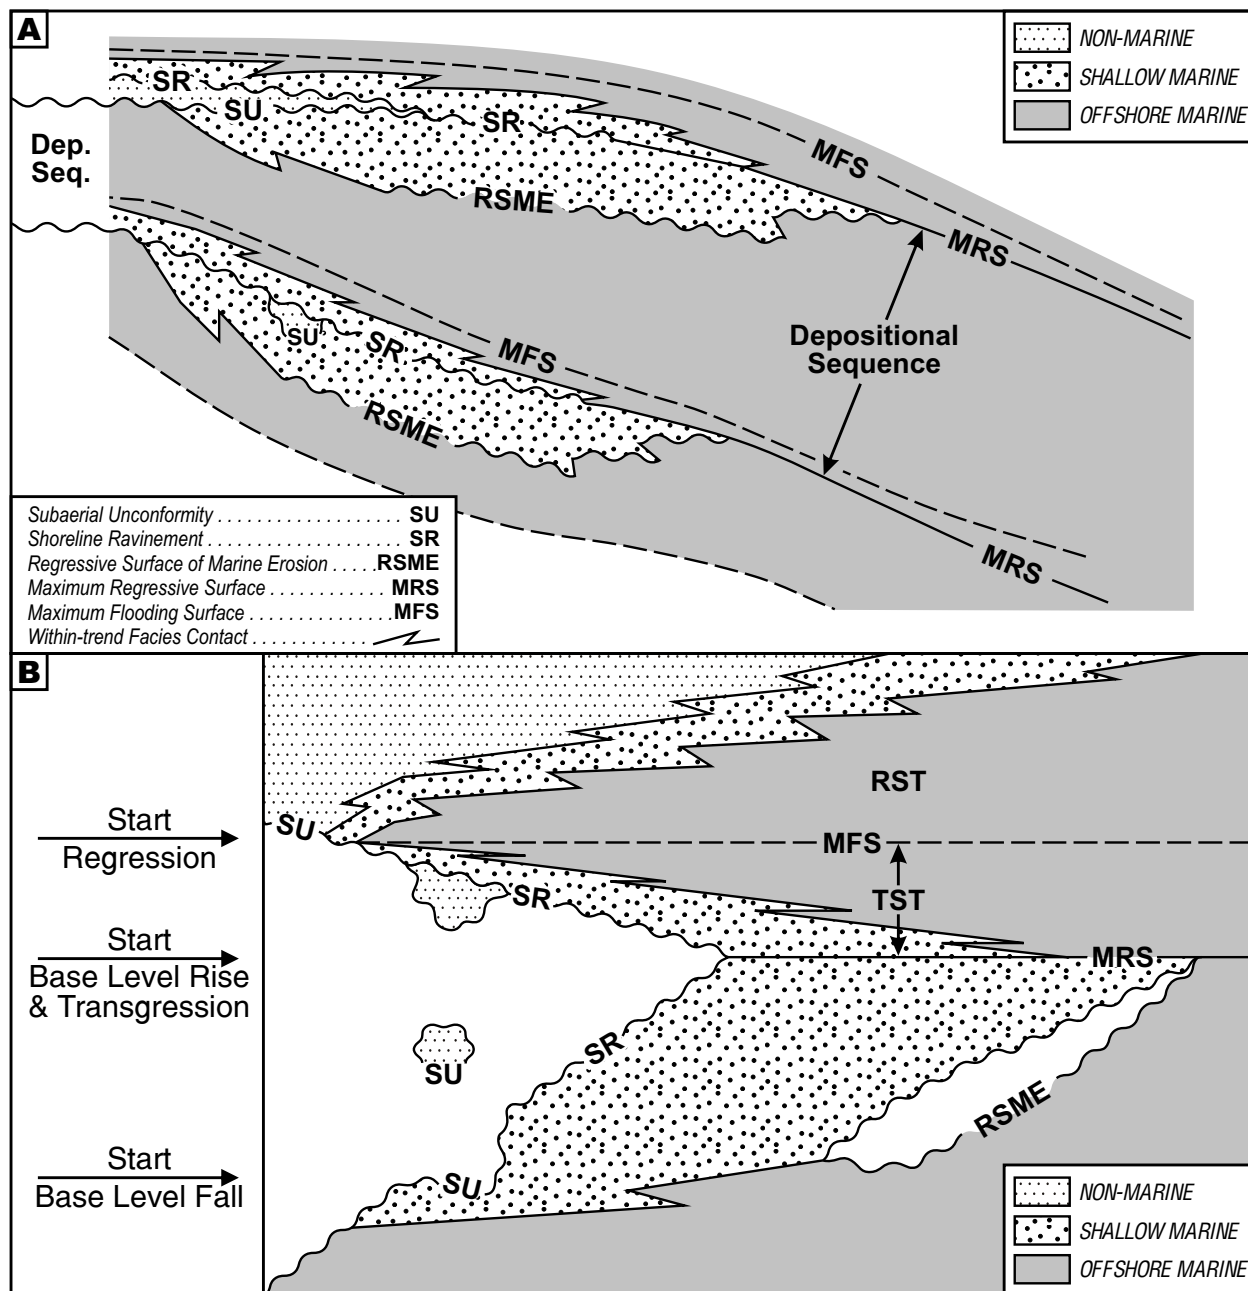 A
NON-MARINE
SHALLOW MARINE
OFFSHORE MARINE
SR
SU
SR
Dep.
Seq.
MFS
RSME
MRS
Depositional
Sequence
SU
SR
MFS
RSME
MRS
Subaerial Unconformity . . . . . . . . . . . . . . . . . . SU
Shoreline Ravinement . . . . . . . . . . . . . . . . . . . SR
Regressive Surface of Marine Erosion . . . . . RSME
Maximum Regressive Surface . . . . . . . . . . . . MRS
Maximum Flooding Surface . . . . . . . . . . . . . . . MFS
Within-trend Facies Contact . . . . . . . . . . . .
B
RST
Start
Regression
SU
MFS
SR
TST
Start
Base Level Rise
& Transgression
MRS
SR
SU
RSME
Start
Base Level Fall
SU
NON-MARINE
SHALLOW MARINE
OFFSHORE MARINE